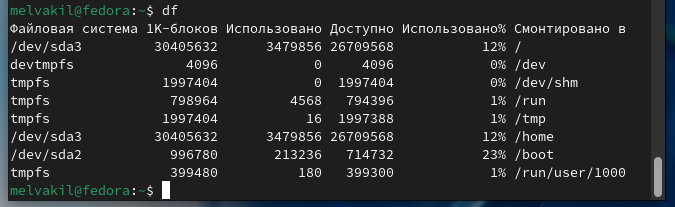 melvakil@fedora:~$ df
Файловая система 1K-блоков Использовано Доступно Использовано% Смонтировано в
/dev/sda3 30405632 3479856 26709568 12% /
devtmpfs 4096 0 4096 0% /dev
tmpfs 1997404 0 1997404 0% /dev/shm
tmpfs 798964 4568 794396 1% /run
tmpfs 1997404 16 1997388 1% /tmp
/dev/sda3 30405632 3479856 26709568 12% /home
/dev/sda2 996780 213236 714732 23% /boot
tmpfs 399480 180 399300 1% /run/user/1000
melvakil@fedora:~$